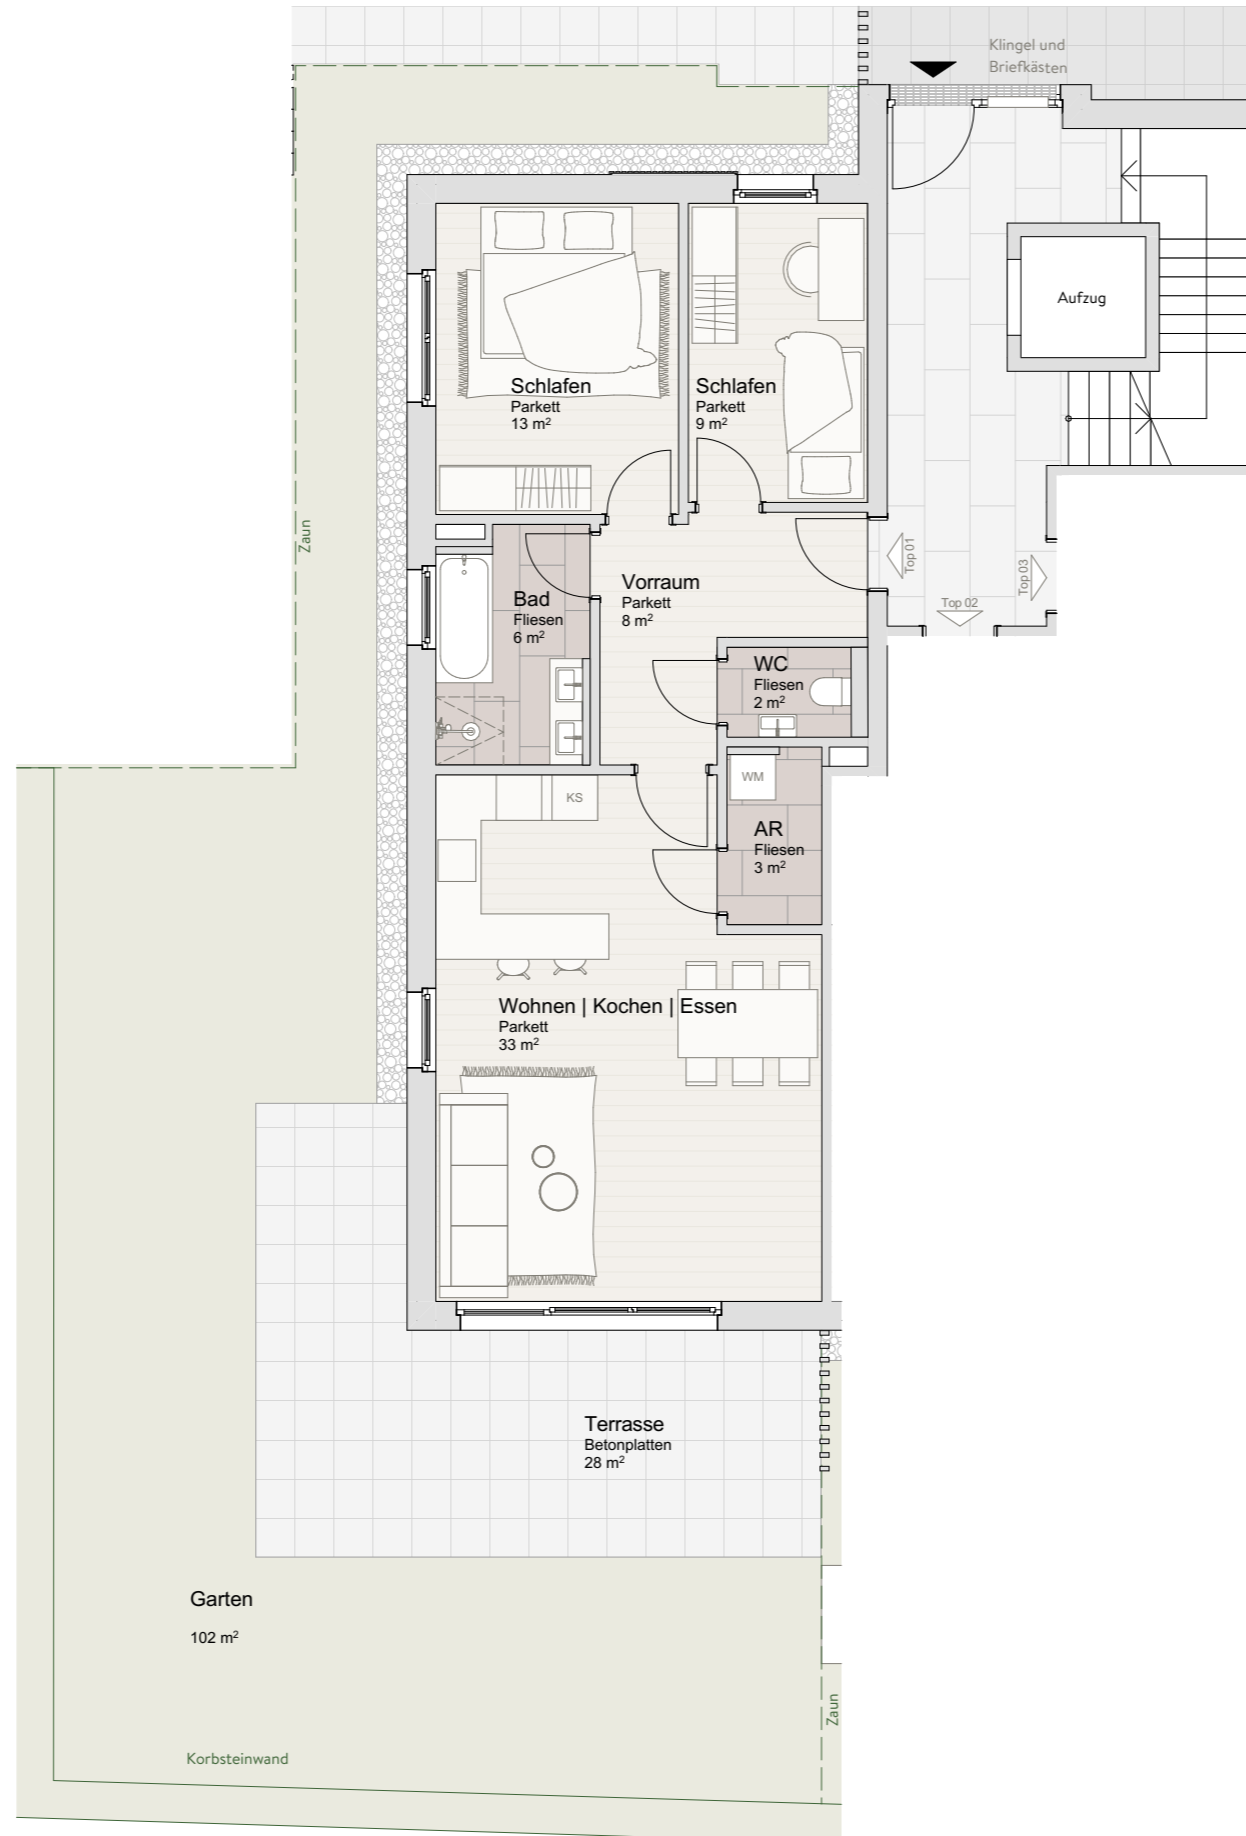 Klingel und
Briefkästen
Aufzug
Schlafen
Parkett
13 m²
Schlafen
Parkett
9 m²
Zaun
Top 01
Top 03
Top 02
Vorraum
Parkett
8 m²
Bad
Fliesen
6 m²
WC
Fliesen
2 m²
WM
KS
AR
Fliesen
3 m²
Wohnen | Kochen | Essen
Parkett
33 m²
Terrasse
Betonplatten
28 m²
Garten
102 m²
Zaun
Korbsteinwand